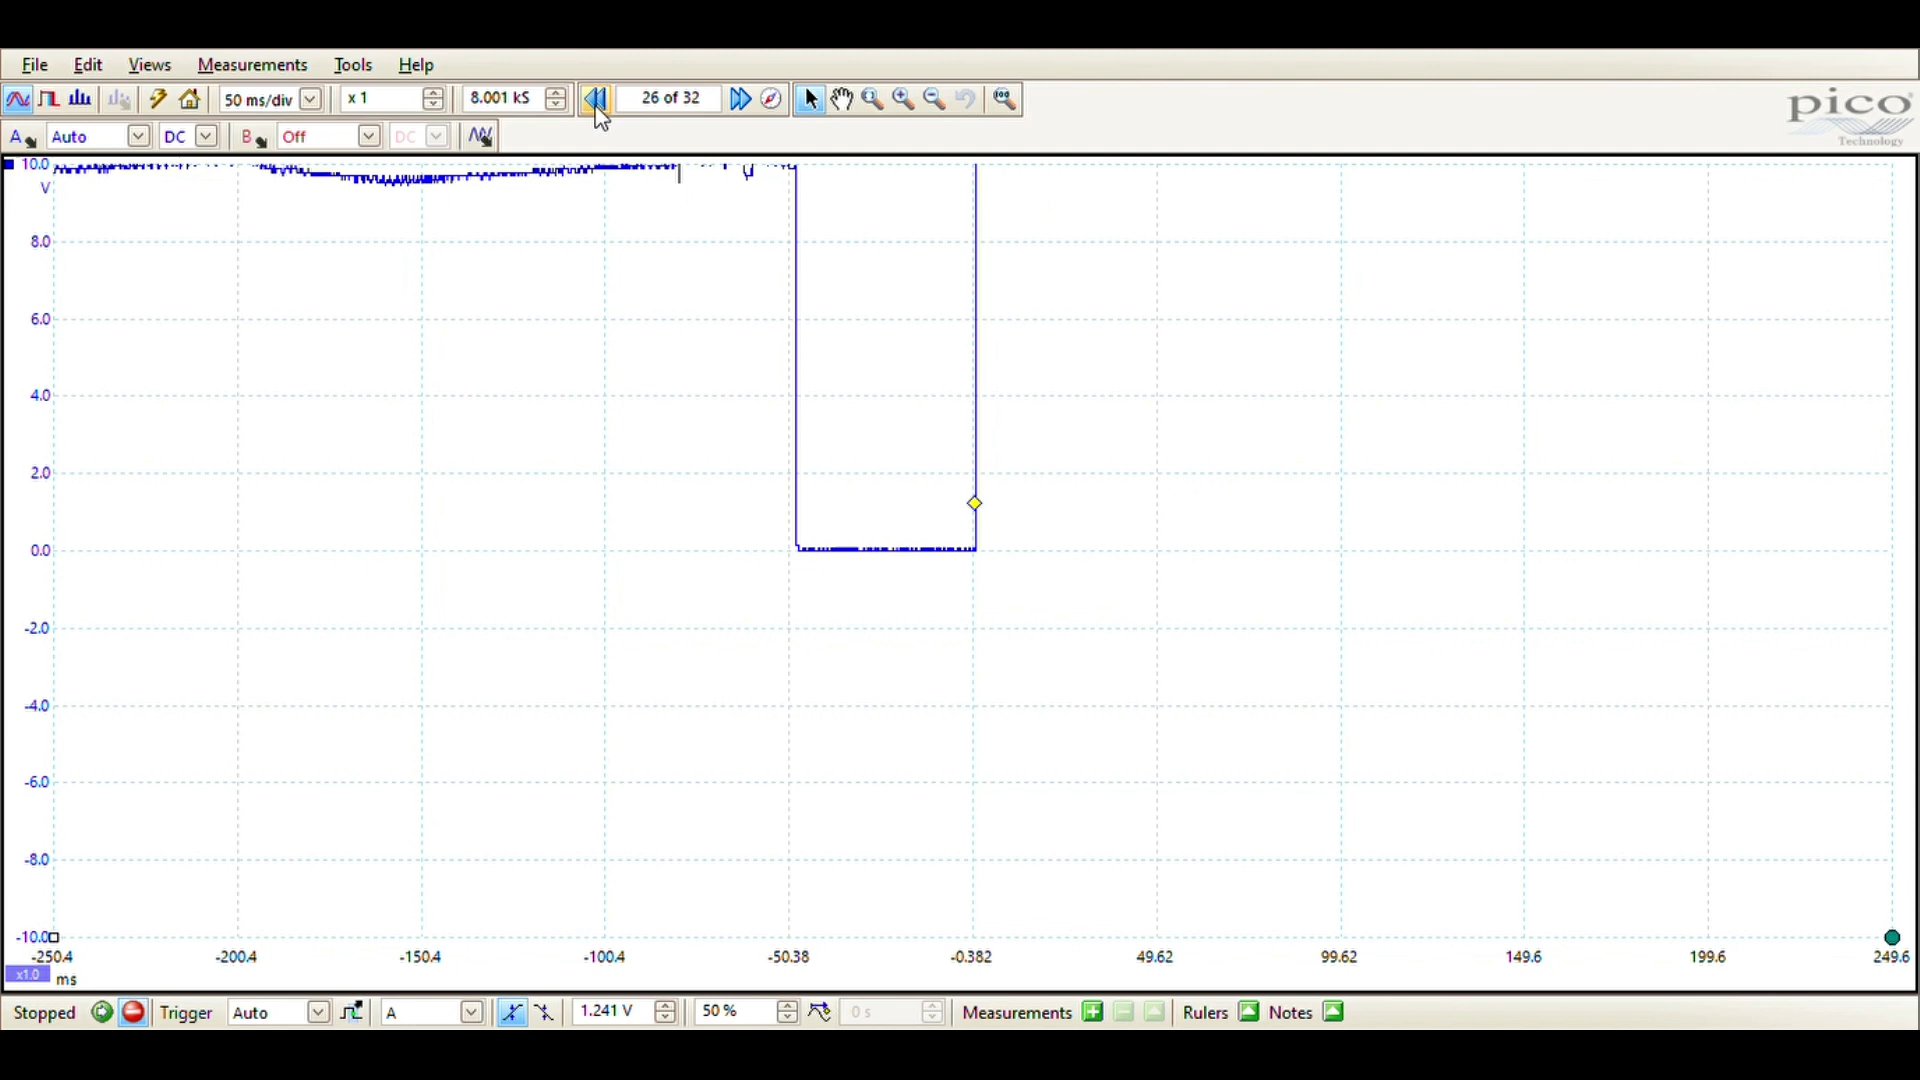 File Edit Views Measurements Tools Help
50 ms/div x 1 8.001 kS 26 of 32
pico
Technology
A Auto DC B Off DC
10.0
V
8.0
6.0
4.0
2.0
0.0
-2.0
-4.0
-6.0
-8.0
-10.0
-250.4 -200.4 -150.4 -100.4 -50.38 -0.382 49.62 99.62 149.6 199.6 249.6
x1.0 ms
Stopped Trigger Auto A 1.241 V 50 % 0 s Measurements Rulers Notes